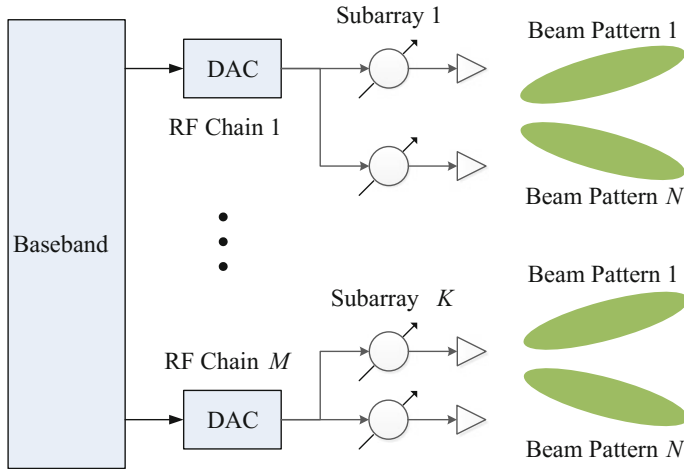 Subarray 1
Beam Pattern 1
DAC
RF Chain 1
Beam Pattern N
Baseband
Beam Pattern 1
Subarray K
RF Chain M
DAC
Beam Pattern N